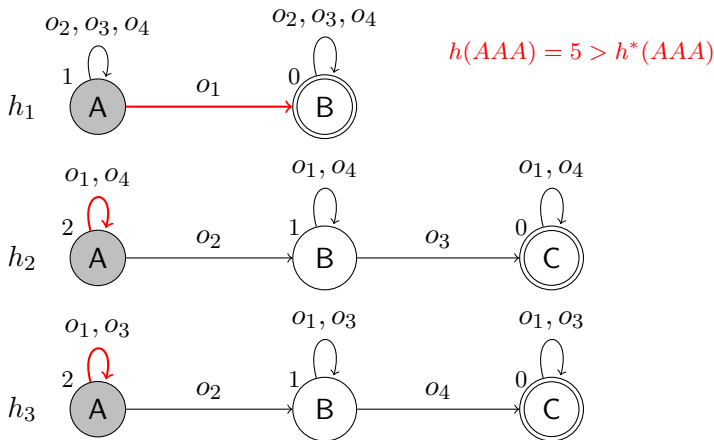 o₂, o₃, o₄ o₂, o₃, o₄
h(AAA) = 5 > h*(AAA)
1 0
o₁
h₁ A B
o₁, o₄ o₁, o₄ o₁, o₄
2 1 0
o₂ o₃
h₂ A B C
o₁, o₃ o₁, o₃ o₁, o₃
2 1 0
o₂ o₄
h₃ A B C